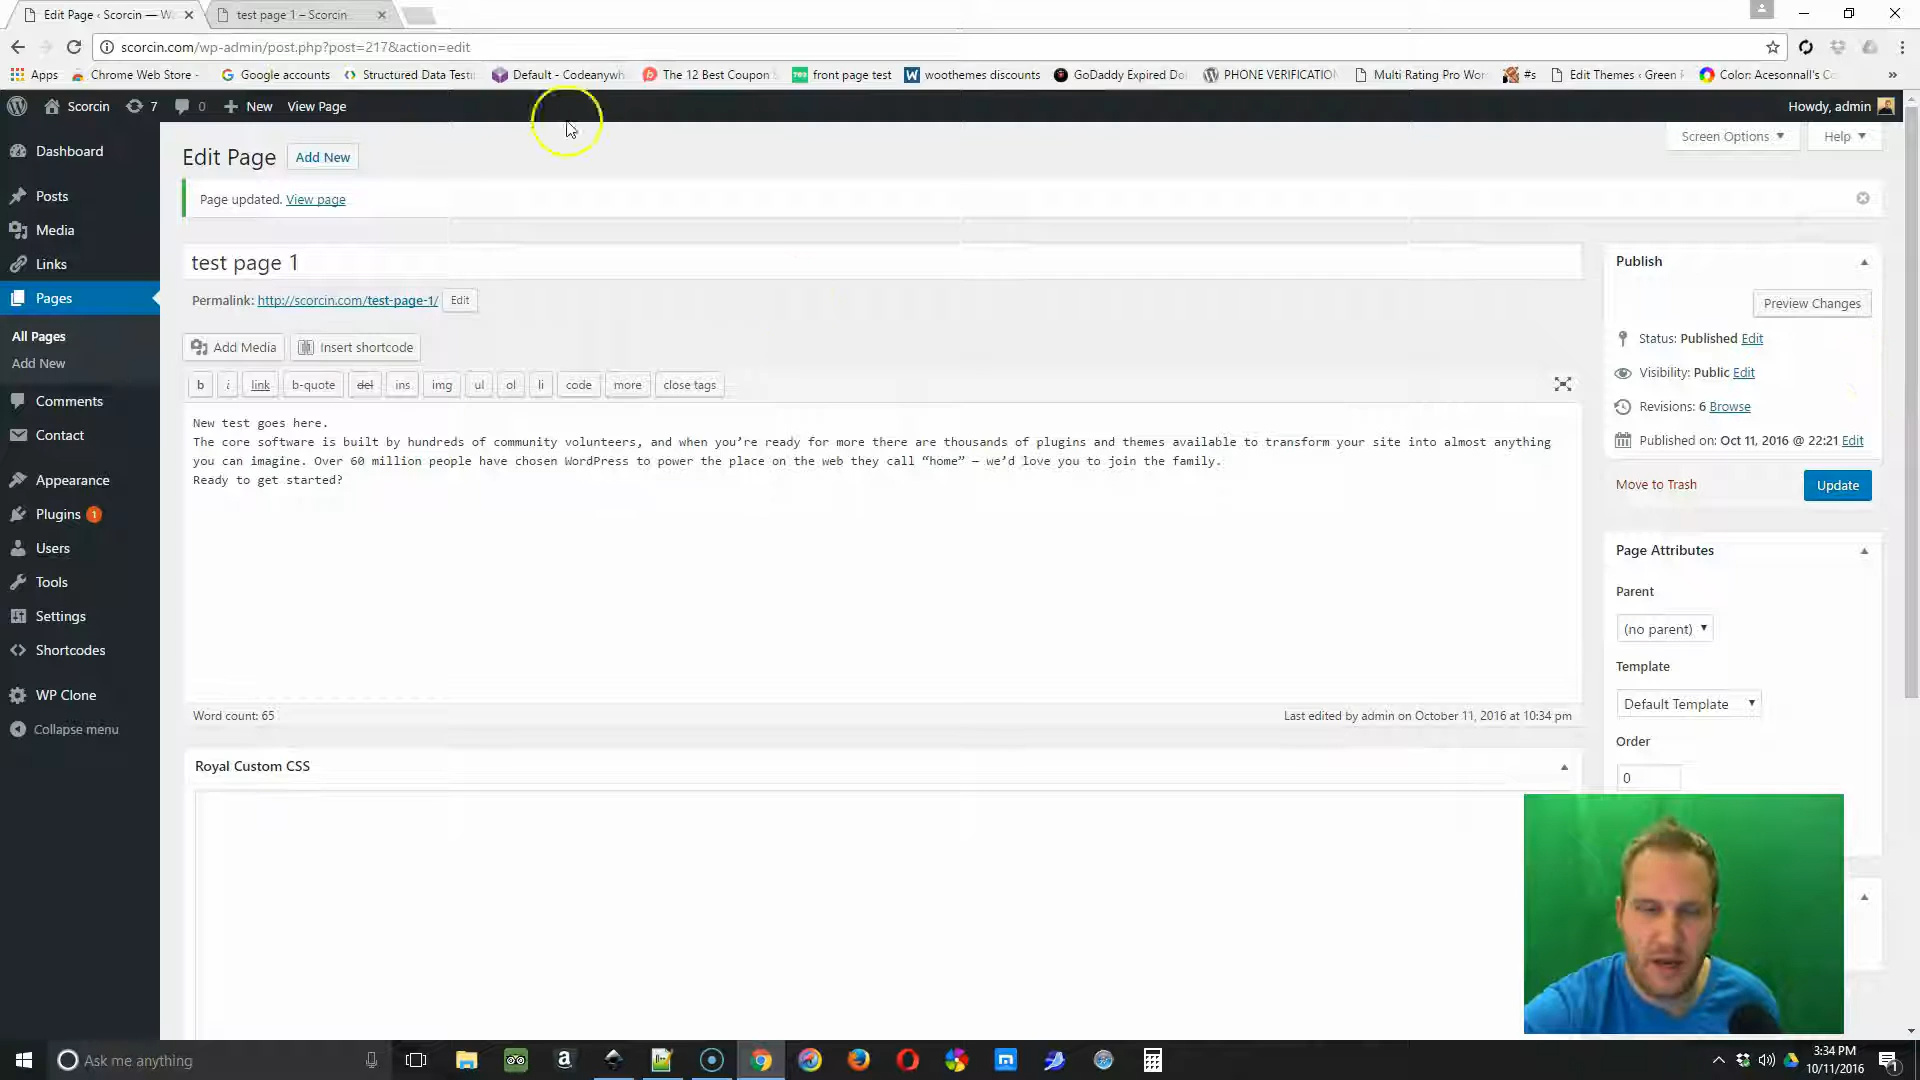 Edit Page ‹ Scorcin — W
test page 1 – Scorcin
scorcin.com/wp-admin/post.php?post=217&action=edit
Apps
Chrome Web Store -
Google accounts
Structured Data Testi
Default - Codeanywh
The 12 Best Coupon
front page test
woothemes discounts
GoDaddy Expired Do
PHONE VERIFICATION
Multi Rating Pro Wor
#s
Edit Themes ‹ Green
Color: Acesonnall's C
»
Scorcin
7
0
New
View Page
Howdy, admin
Screen Options
Help
Dashboard
Posts
Media
Links
Pages
All Pages
Add New
Comments
Contact
Appearance
Plugins 1
Users
Tools
Settings
Shortcodes
WP Clone
Collapse menu
Edit Page
Add New
Page updated. View page
test page 1
Permalink: http://scorcin.com/test-page-1/ Edit
Add Media
Insert shortcode
b
i
link
b-quote
del
ins
img
ul
ol
li
code
more
close tags
New test goes here.
The core software is built by hundreds of community volunteers, and when you’re ready for more there are thousands of plugins and themes available to transform your site into almost anything
you can imagine. Over 60 million people have chosen WordPress to power the place on the web they call “home” — we’d love you to join the family.
Ready to get started?
Word count: 65
Last edited by admin on October 11, 2016 at 10:34 pm
Royal Custom CSS
Publish
Preview Changes
Status: Published Edit
Visibility: Public Edit
Revisions: 6 Browse
Published on: Oct 11, 2016 @ 22:21 Edit
Move to Trash
Update
Page Attributes
Parent
(no parent)
Template
Default Template
Order
0
Ask me anything
3:34 PM
10/11/2016
1